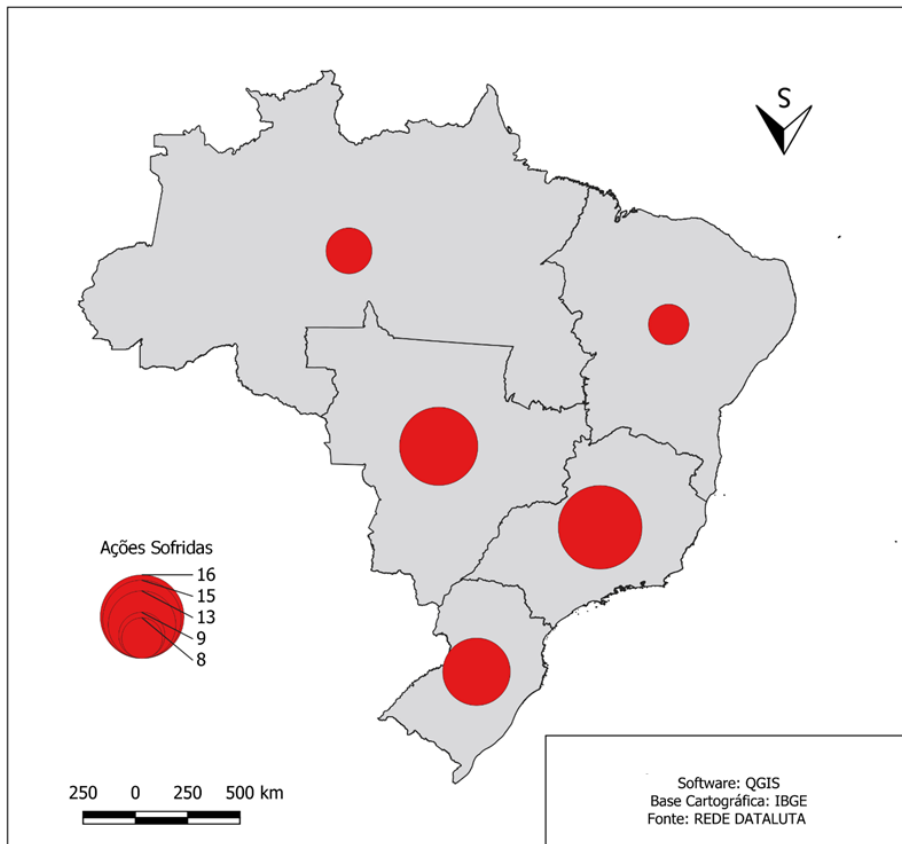 S
Ações Sofridas
16
15
13
9
8
250 0 250 500 km
Software: QGIS
Base Cartográfica: IBGE
Fonte: REDE DATALUTA